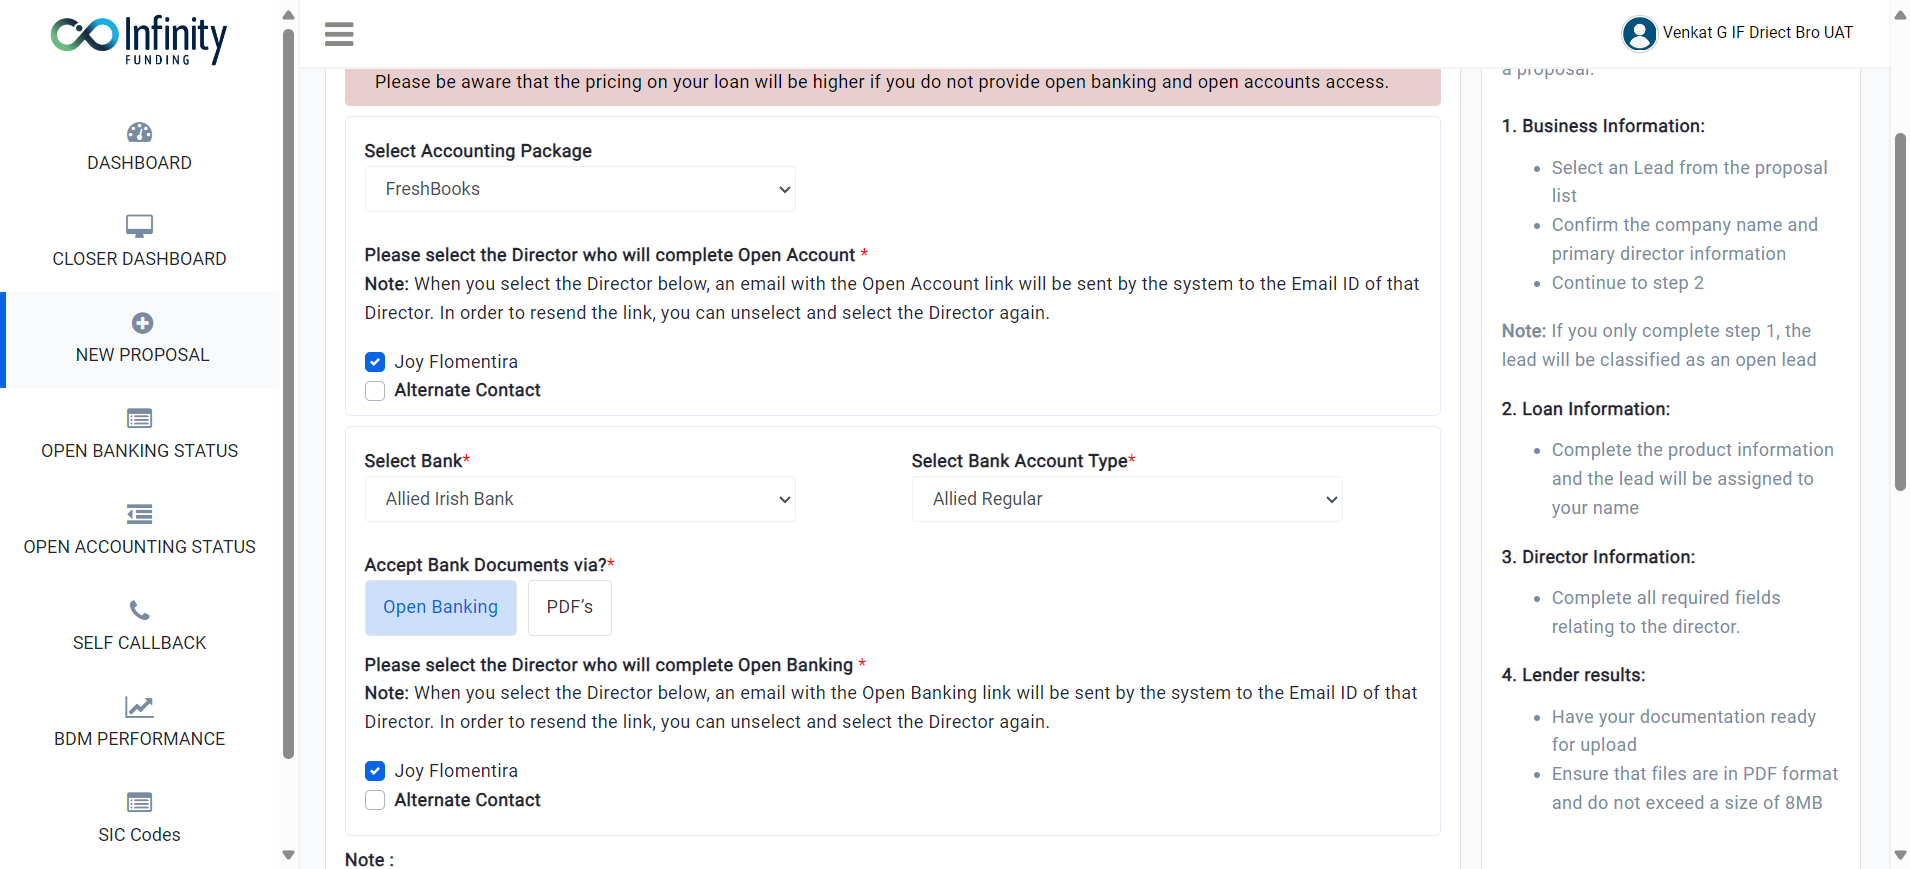 Infinity
FUNDING
DASHBOARD
CLOSER DASHBOARD
NEW PROPOSAL
OPEN BANKING STATUS
OPEN ACCOUNTING STATUS
SELF CALLBACK
BDM PERFORMANCE
SIC Codes
Venkat G IF Driect Bro UAT
Please be aware that the pricing on your loan will be higher if you do not provide open banking and open accounts access.
Select Accounting Package
FreshBooks
Please select the Director who will complete Open Account *
Note: When you select the Director below, an email with the Open Account link will be sent by the system to the Email ID of that
Director. In order to resend the link, you can unselect and select the Director again.
Joy Flomentira
Alternate Contact
Select Bank*
Allied Irish Bank
Select Bank Account Type*
Allied Regular
Accept Bank Documents via?*
Open Banking
PDF’s
Please select the Director who will complete Open Banking *
Note: When you select the Director below, an email with the Open Banking link will be sent by the system to the Email ID of that
Director. In order to resend the link, you can unselect and select the Director again.
Joy Flomentira
Alternate Contact
Note :
a proposal.
1. Business Information:
• Select an Lead from the proposal
list
• Confirm the company name and
primary director information
• Continue to step 2
Note: If you only complete step 1, the
lead will be classified as an open lead
2. Loan Information:
• Complete the product information
and the lead will be assigned to
your name
3. Director Information:
• Complete all required fields
relating to the director.
4. Lender results:
• Have your documentation ready
for upload
• Ensure that files are in PDF format
and do not exceed a size of 8MB